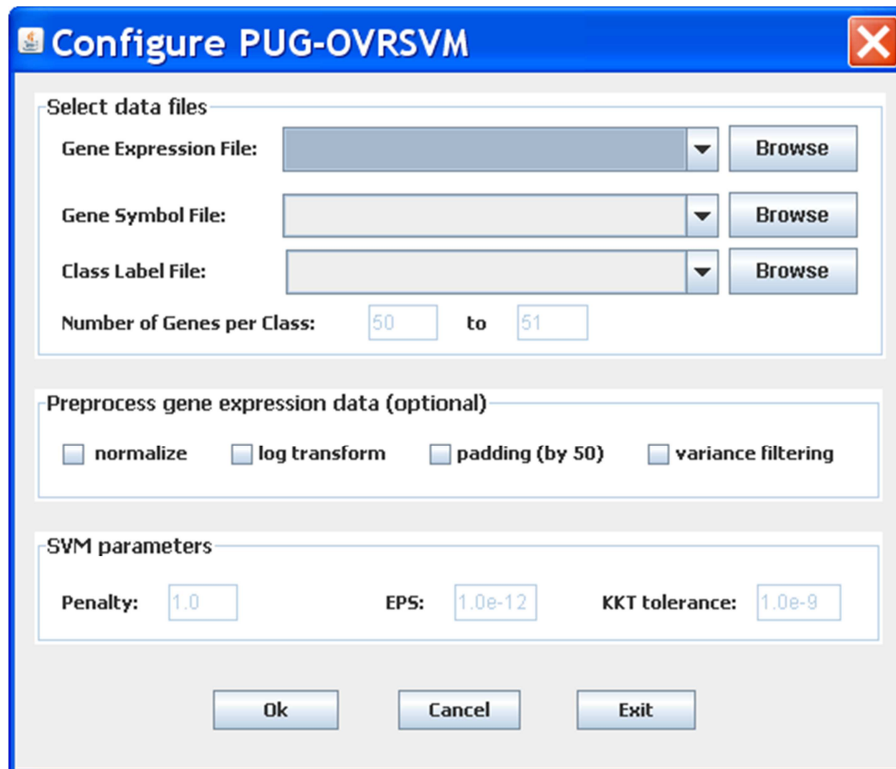 Configure PUG-OVRSVM
Select data files
Gene Expression File: Browse
Gene Symbol File: Browse
Class Label File: Browse
Number of Genes per Class: 50 to 51
Preprocess gene expression data (optional)
normalize log transform padding (by 50) variance filtering
SVM parameters
Penalty: 1.0 EPS: 1.0e-12 KKT tolerance: 1.0e-9
Ok Cancel Exit